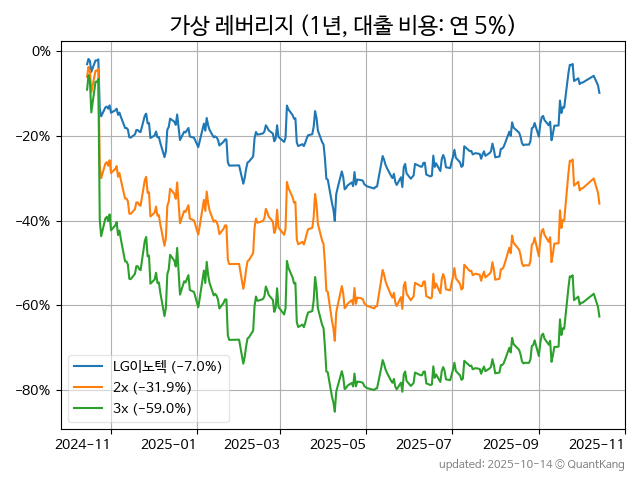 가상 레버리지 (1년, 대출 비용: 연 5%)
0%
−20%
−40%
−60%
−80%
LG이노텍 (−7.0%)
2x (−31.9%)
3x (−59.0%)
2024-11 2025-01 2025-03 2025-05 2025-07 2025-09 2025-11
updated: 2025-10-14 © QuantKang